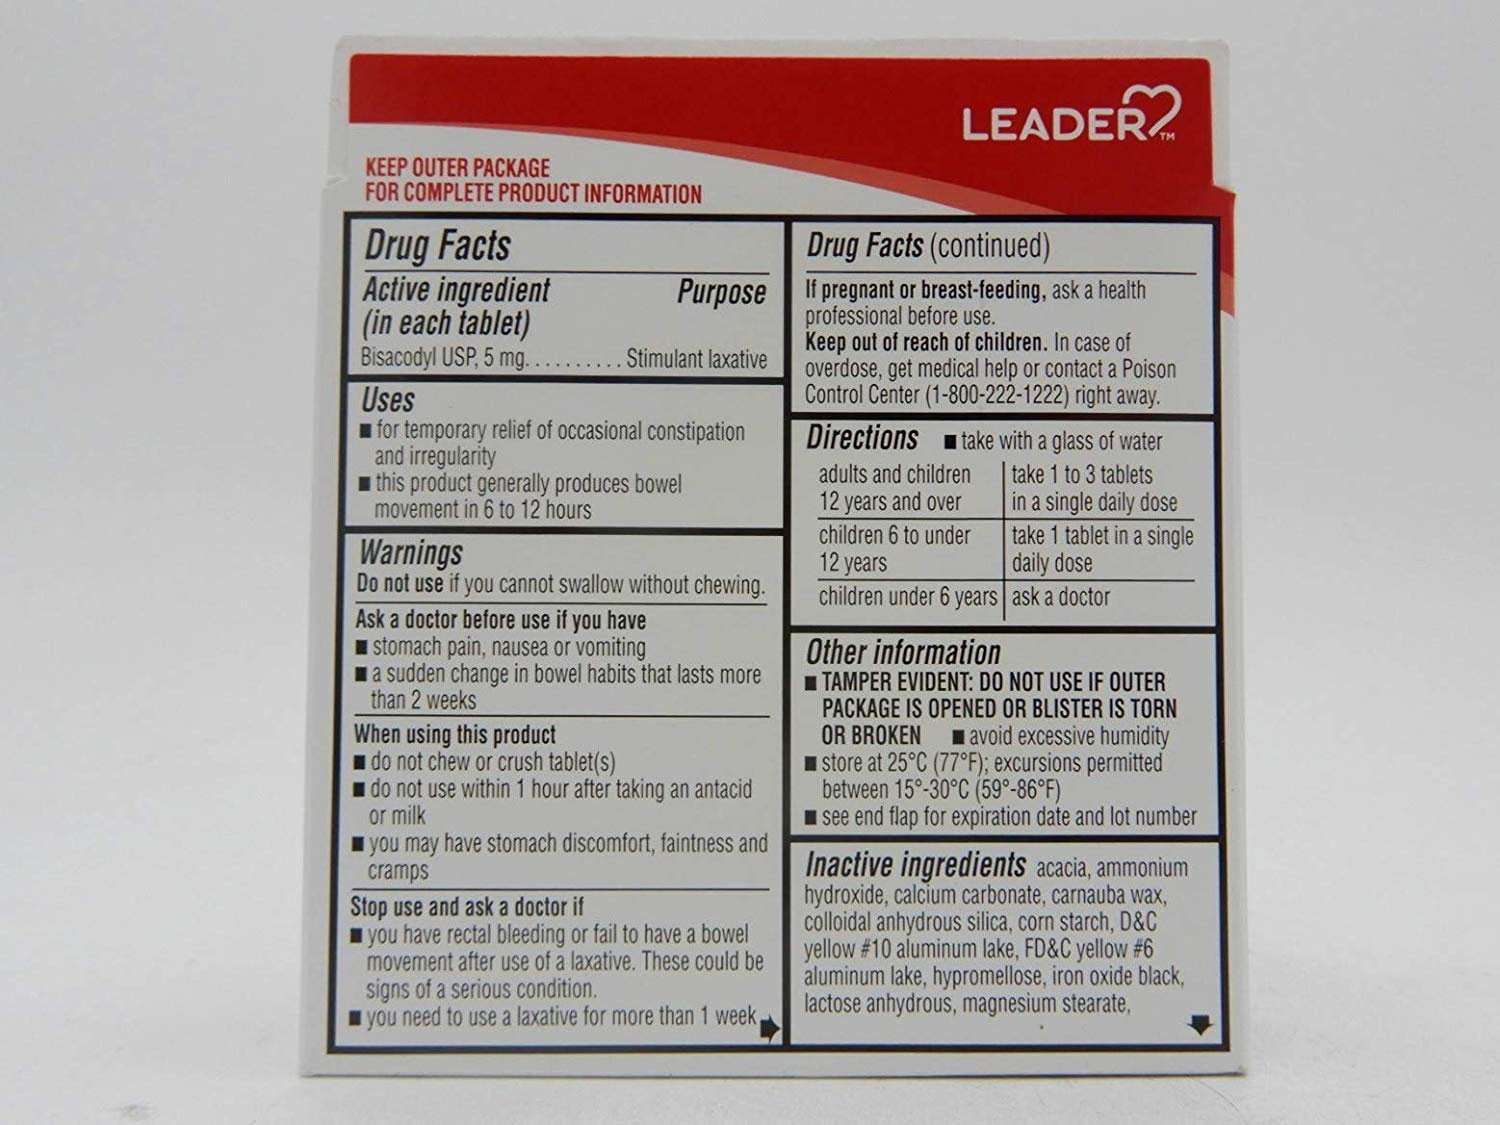 LEADER™
KEEP OUTER PACKAGE
FOR COMPLETE PRODUCT INFORMATION
Drug Facts
Active ingredient Purpose
(in each tablet)
Bisacodyl USP, 5 mg. . . . . . . . . . Stimulant laxative
Uses
■ for temporary relief of occasional constipation
and irregularity
■ this product generally produces bowel
movement in 6 to 12 hours
Warnings
Do not use if you cannot swallow without chewing.
Ask a doctor before use if you have
■ stomach pain, nausea or vomiting
■ a sudden change in bowel habits that lasts more
than 2 weeks
When using this product
■ do not chew or crush tablet(s)
■ do not use within 1 hour after taking an antacid
or milk
■ you may have stomach discomfort, faintness and
cramps
Stop use and ask a doctor if
■ you have rectal bleeding or fail to have a bowel
movement after use of a laxative. These could be
signs of a serious condition.
■ you need to use a laxative for more than 1 week
Drug Facts (continued)
If pregnant or breast-feeding, ask a health
professional before use.
Keep out of reach of children. In case of
overdose, get medical help or contact a Poison
Control Center (1-800-222-1222) right away.
Directions ■ take with a glass of water
adults and children take 1 to 3 tablets
12 years and over in a single daily dose
children 6 to under take 1 tablet in a single
12 years daily dose
children under 6 years ask a doctor
Other information
■ TAMPER EVIDENT: DO NOT USE IF OUTER
PACKAGE IS OPENED OR BLISTER IS TORN
OR BROKEN ■ avoid excessive humidity
■ store at 25°C (77°F); excursions permitted
between 15°-30°C (59°-86°F)
■ see end flap for expiration date and lot number
Inactive ingredients acacia, ammonium
hydroxide, calcium carbonate, carnauba wax,
colloidal anhydrous silica, corn starch, D&C
yellow #10 aluminum lake, FD&C yellow #6
aluminum lake, hypromellose, iron oxide black,
lactose anhydrous, magnesium stearate,